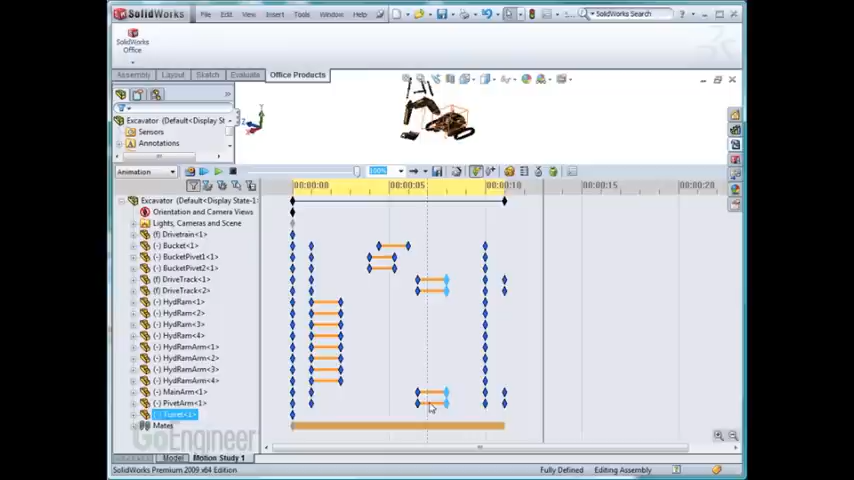 SolidWorks File Edit View Insert Tools Window Help SolidWorks Search
SolidWorks
Office
Assembly Layout Sketch Evaluate Office Products
Excavator (Default<Display St
Sensors
Annotations
Animation 100%
00:00:00 00:00:05 00:00:10 00:00:15 00:00:20
Excavator (Default<Display State-1
Orientation and Camera Views
Lights, Cameras and Scene
(f) Drivetrain<1>
(-) Bucket<1>
(-) BucketPivet1<1>
(-) BucketPivet2<1>
(f) DriveTrack<1>
(f) DriveTrack<2>
(-) HydRam<1>
(-) HydRam<2>
(-) HydRam<3>
(-) HydRam<4>
(-) HydRamArm<1>
(-) HydRamArm<2>
(-) HydRamArm<3>
(-) HydRamArm<4>
(-) MainArm<1>
(-) PivetArm<1>
(-) Turret<1>
Mates
GoEngineer
Model Motion Study 1
SolidWorks Premium 2009 x64 Edition Fully Defined Editing Assembly